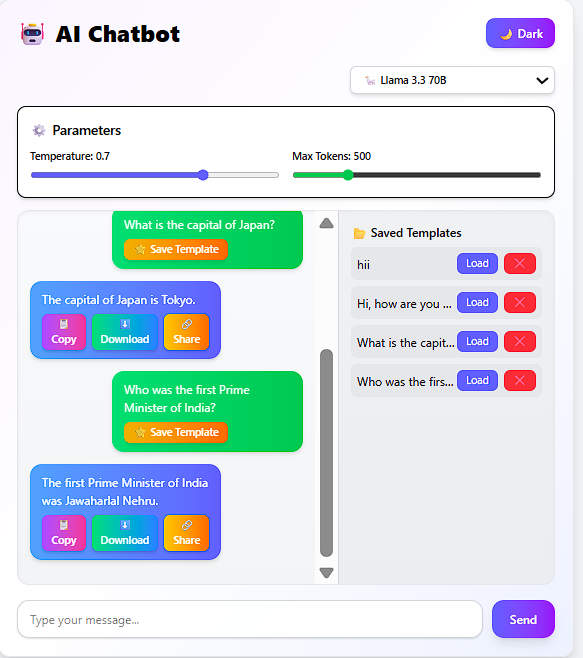 AI Chatbot
Dark
Llama 3.3 70B
Parameters
Temperature: 0.7
Max Tokens: 500
What is the capital of Japan?
Save Template
The capital of Japan is Tokyo.
Copy
Download
Share
Who was the first Prime
Minister of India?
Save Template
The first Prime Minister of India
was Jawaharlal Nehru.
Copy
Download
Share
Saved Templates
hii
Load
Hi, how are you ...
Load
What is the capit...
Load
Who was the firs...
Load
Type your message...
Send